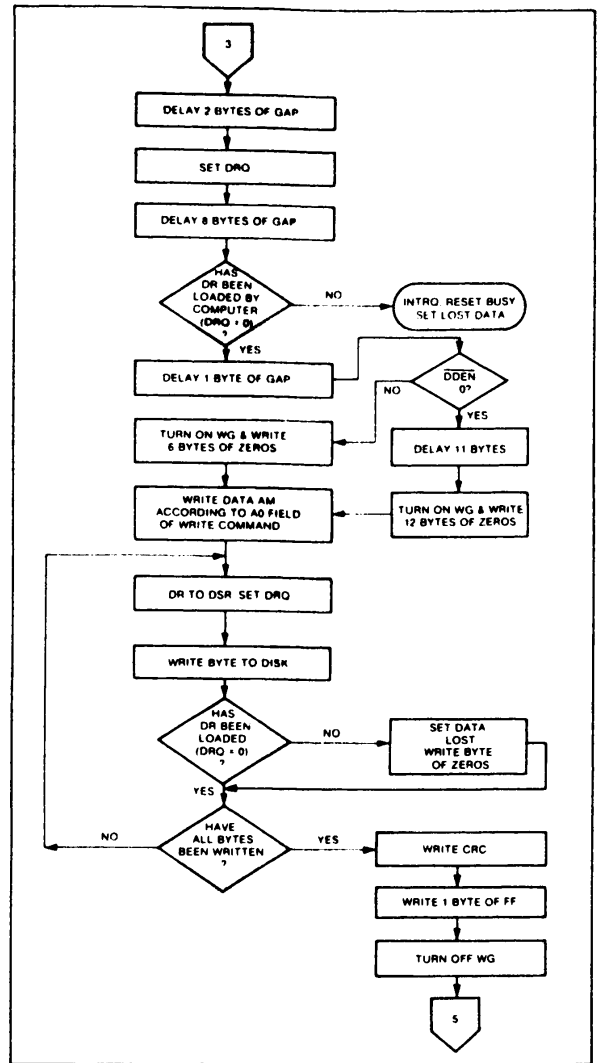 3
DELAY 2 BYTES OF GAP
SET DRQ
DELAY 8 BYTES OF GAP
HAS
DR BEEN
LOADED BY
COMPUTER
(DRQ = 0)
?
NO
INTRQ. RESET BUSY
SET LOST DATA
YES
DELAY 1 BYTE OF GAP
DDEN
0?
NO
YES
TURN ON WG & WRITE
6 BYTES OF ZEROS
DELAY 11 BYTES
WRITE DATA AM
ACCORDING TO A0 FIELD
OF WRITE COMMAND
TURN ON WG & WRITE
12 BYTES OF ZEROS
DR TO DSR SET DRQ
WRITE BYTE TO DISK
HAS
DR BEEN
LOADED
(DRQ = 0)
?
NO
SET DATA
LOST
WRITE BYTE
OF ZEROS
YES
HAVE
ALL BYTES
BEEN WRITTEN
?
NO
YES
WRITE CRC
WRITE 1 BYTE OF FF
TURN OFF WG
5